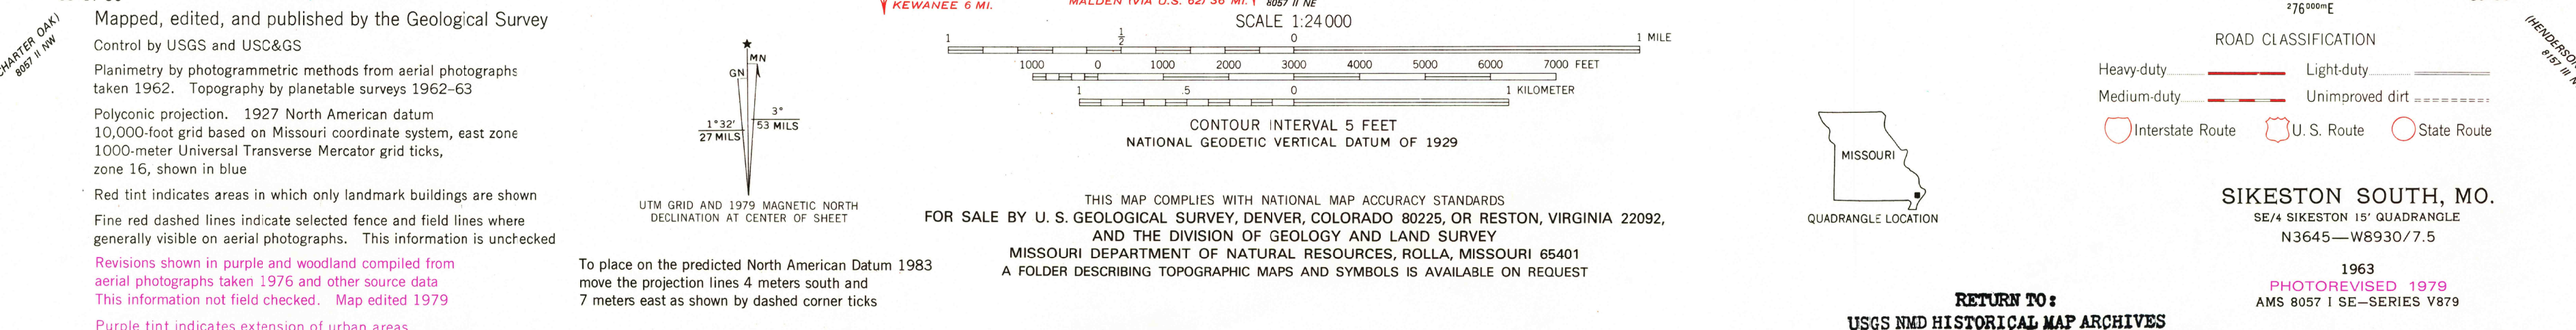 CHARTER OAK)
8057 II NW
Mapped, edited, and published by the Geological Survey
Control by USGS and USC&GS
Planimetry by photogrammetric methods from aerial photographs
taken 1962. Topography by planetable surveys 1962–63
Polyconic projection. 1927 North American datum
10,000-foot grid based on Missouri coordinate system, east zone
1000-meter Universal Transverse Mercator grid ticks,
zone 16, shown in blue
Red tint indicates areas in which only landmark buildings are shown
Fine red dashed lines indicate selected fence and field lines where
generally visible on aerial photographs. This information is unchecked
Revisions shown in purple and woodland compiled from
aerial photographs taken 1976 and other source data
This information not field checked. Map edited 1979
Purple tint indicates extension of urban areas
MN
GN
3°
53 MILS
1°32′
27 MILS
UTM GRID AND 1979 MAGNETIC NORTH
DECLINATION AT CENTER OF SHEET
To place on the predicted North American Datum 1983
move the projection lines 4 meters south and
7 meters east as shown by dashed corner ticks
KEWANEE 6 MI.
MALDEN (VIA U.S. 62) 36 MI.
8057 II NE
SCALE 1:24 000
1 ½ 0 1 MILE
1000 0 1000 2000 3000 4000 5000 6000 7000 FEET
1 .5 0 1 KILOMETER
CONTOUR INTERVAL 5 FEET
NATIONAL GEODETIC VERTICAL DATUM OF 1929
THIS MAP COMPLIES WITH NATIONAL MAP ACCURACY STANDARDS
FOR SALE BY U. S. GEOLOGICAL SURVEY, DENVER, COLORADO 80225, OR RESTON, VIRGINIA 22092,
AND THE DIVISION OF GEOLOGY AND LAND SURVEY
MISSOURI DEPARTMENT OF NATURAL RESOURCES, ROLLA, MISSOURI 65401
A FOLDER DESCRIBING TOPOGRAPHIC MAPS AND SYMBOLS IS AVAILABLE ON REQUEST
MISSOURI
QUADRANGLE LOCATION
RETURN TO:
USGS NMD HISTORICAL MAP ARCHIVES
²76⁰⁰⁰ᵐE
ROAD CLASSIFICATION
Heavy-duty Light-duty
Medium-duty Unimproved dirt
Interstate Route U. S. Route State Route
SIKESTON SOUTH, MO.
SE/4 SIKESTON 15′ QUADRANGLE
N3645—W8930/7.5
1963
PHOTOREVISED 1979
AMS 8057 I SE–SERIES V879
(HENDERSON
8157 III